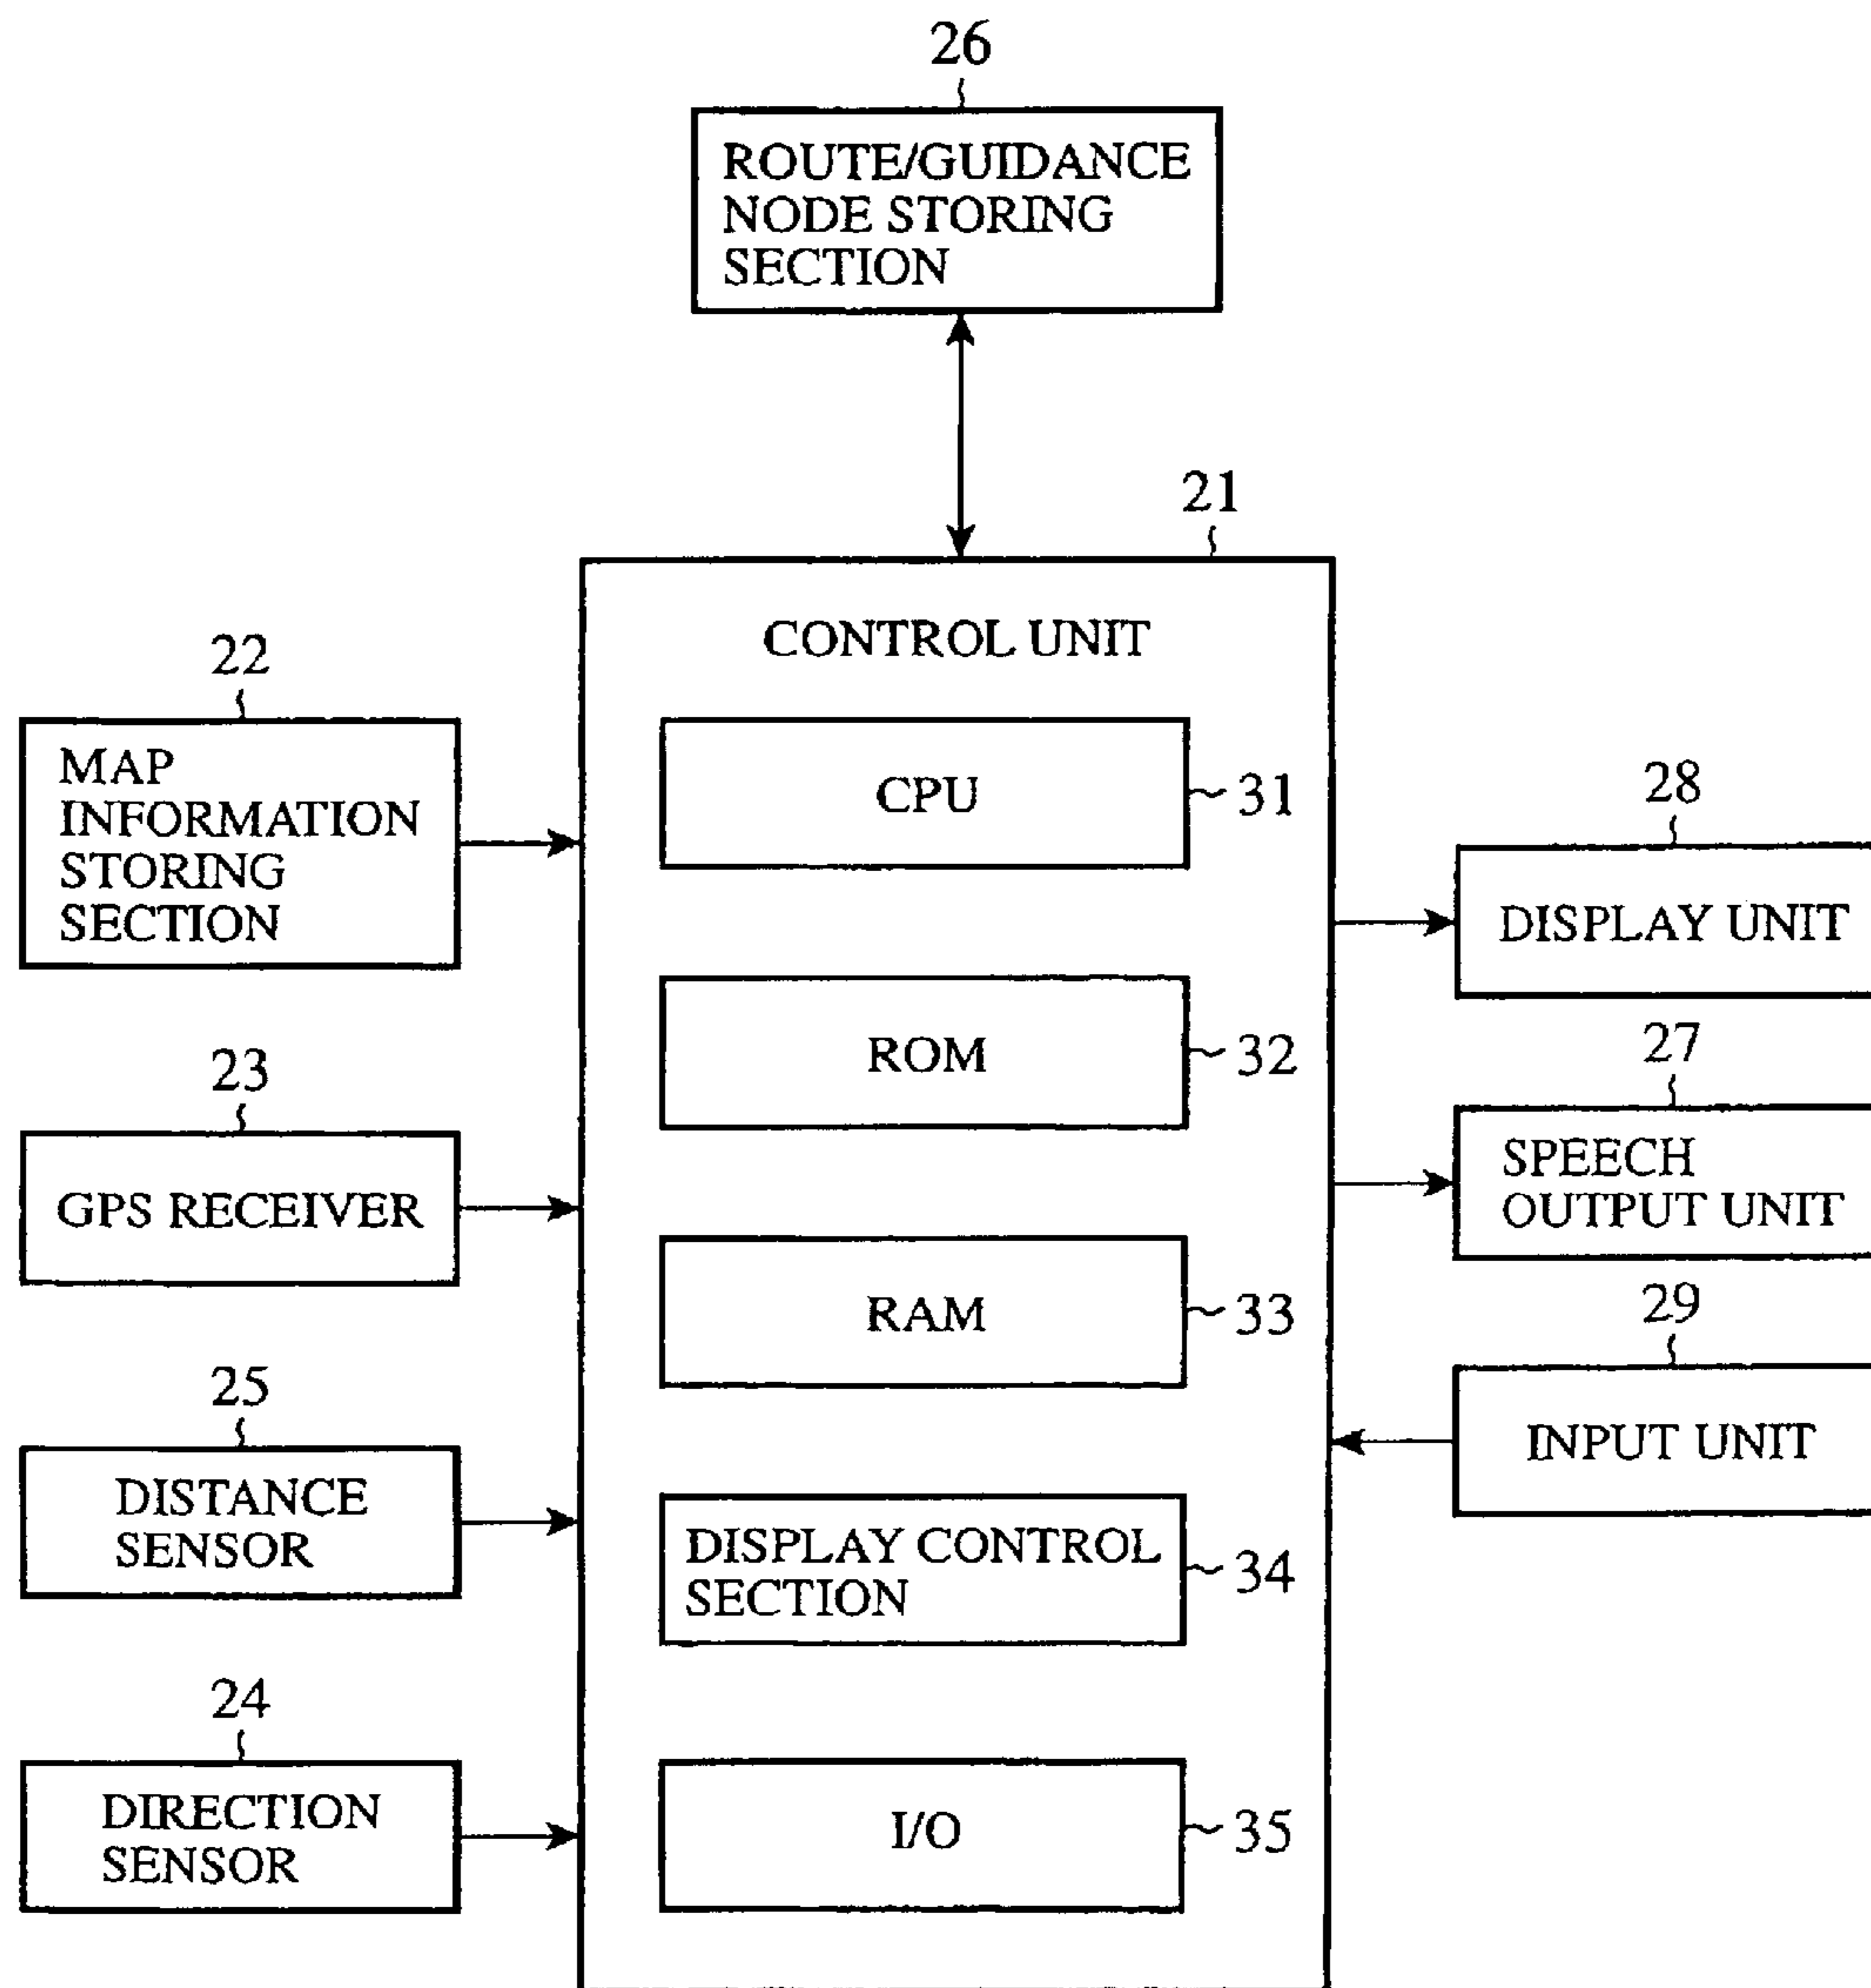 26
ROUTE/GUIDANCE
NODE STORING
SECTION
21
CONTROL UNIT
22
MAP
INFORMATION
STORING
SECTION
23
GPS RECEIVER
25
DISTANCE
SENSOR
24
DIRECTION
SENSOR
CPU
31
ROM
32
RAM
33
DISPLAY CONTROL
SECTION
34
I/O
35
28
DISPLAY UNIT
27
SPEECH
OUTPUT UNIT
29
INPUT UNIT